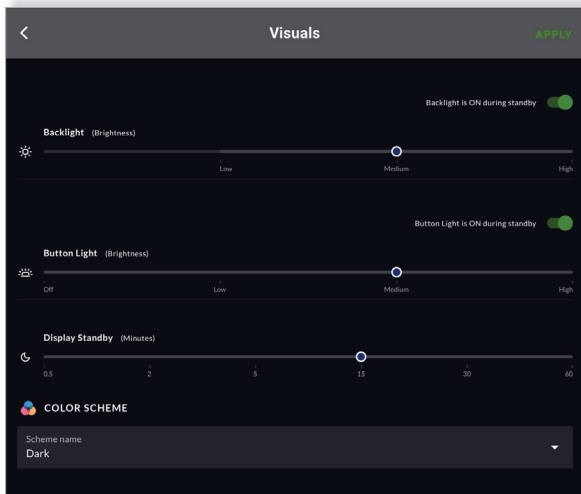 Visuals
APPLY
Backlight is ON during standby
Backlight (Brightness)
Low Medium High
Button Light is ON during standby
Button Light (Brightness)
Off Low Medium High
Display Standby (Minutes)
0.5 2 5 15 30 60
COLOR SCHEME
Scheme name
Dark